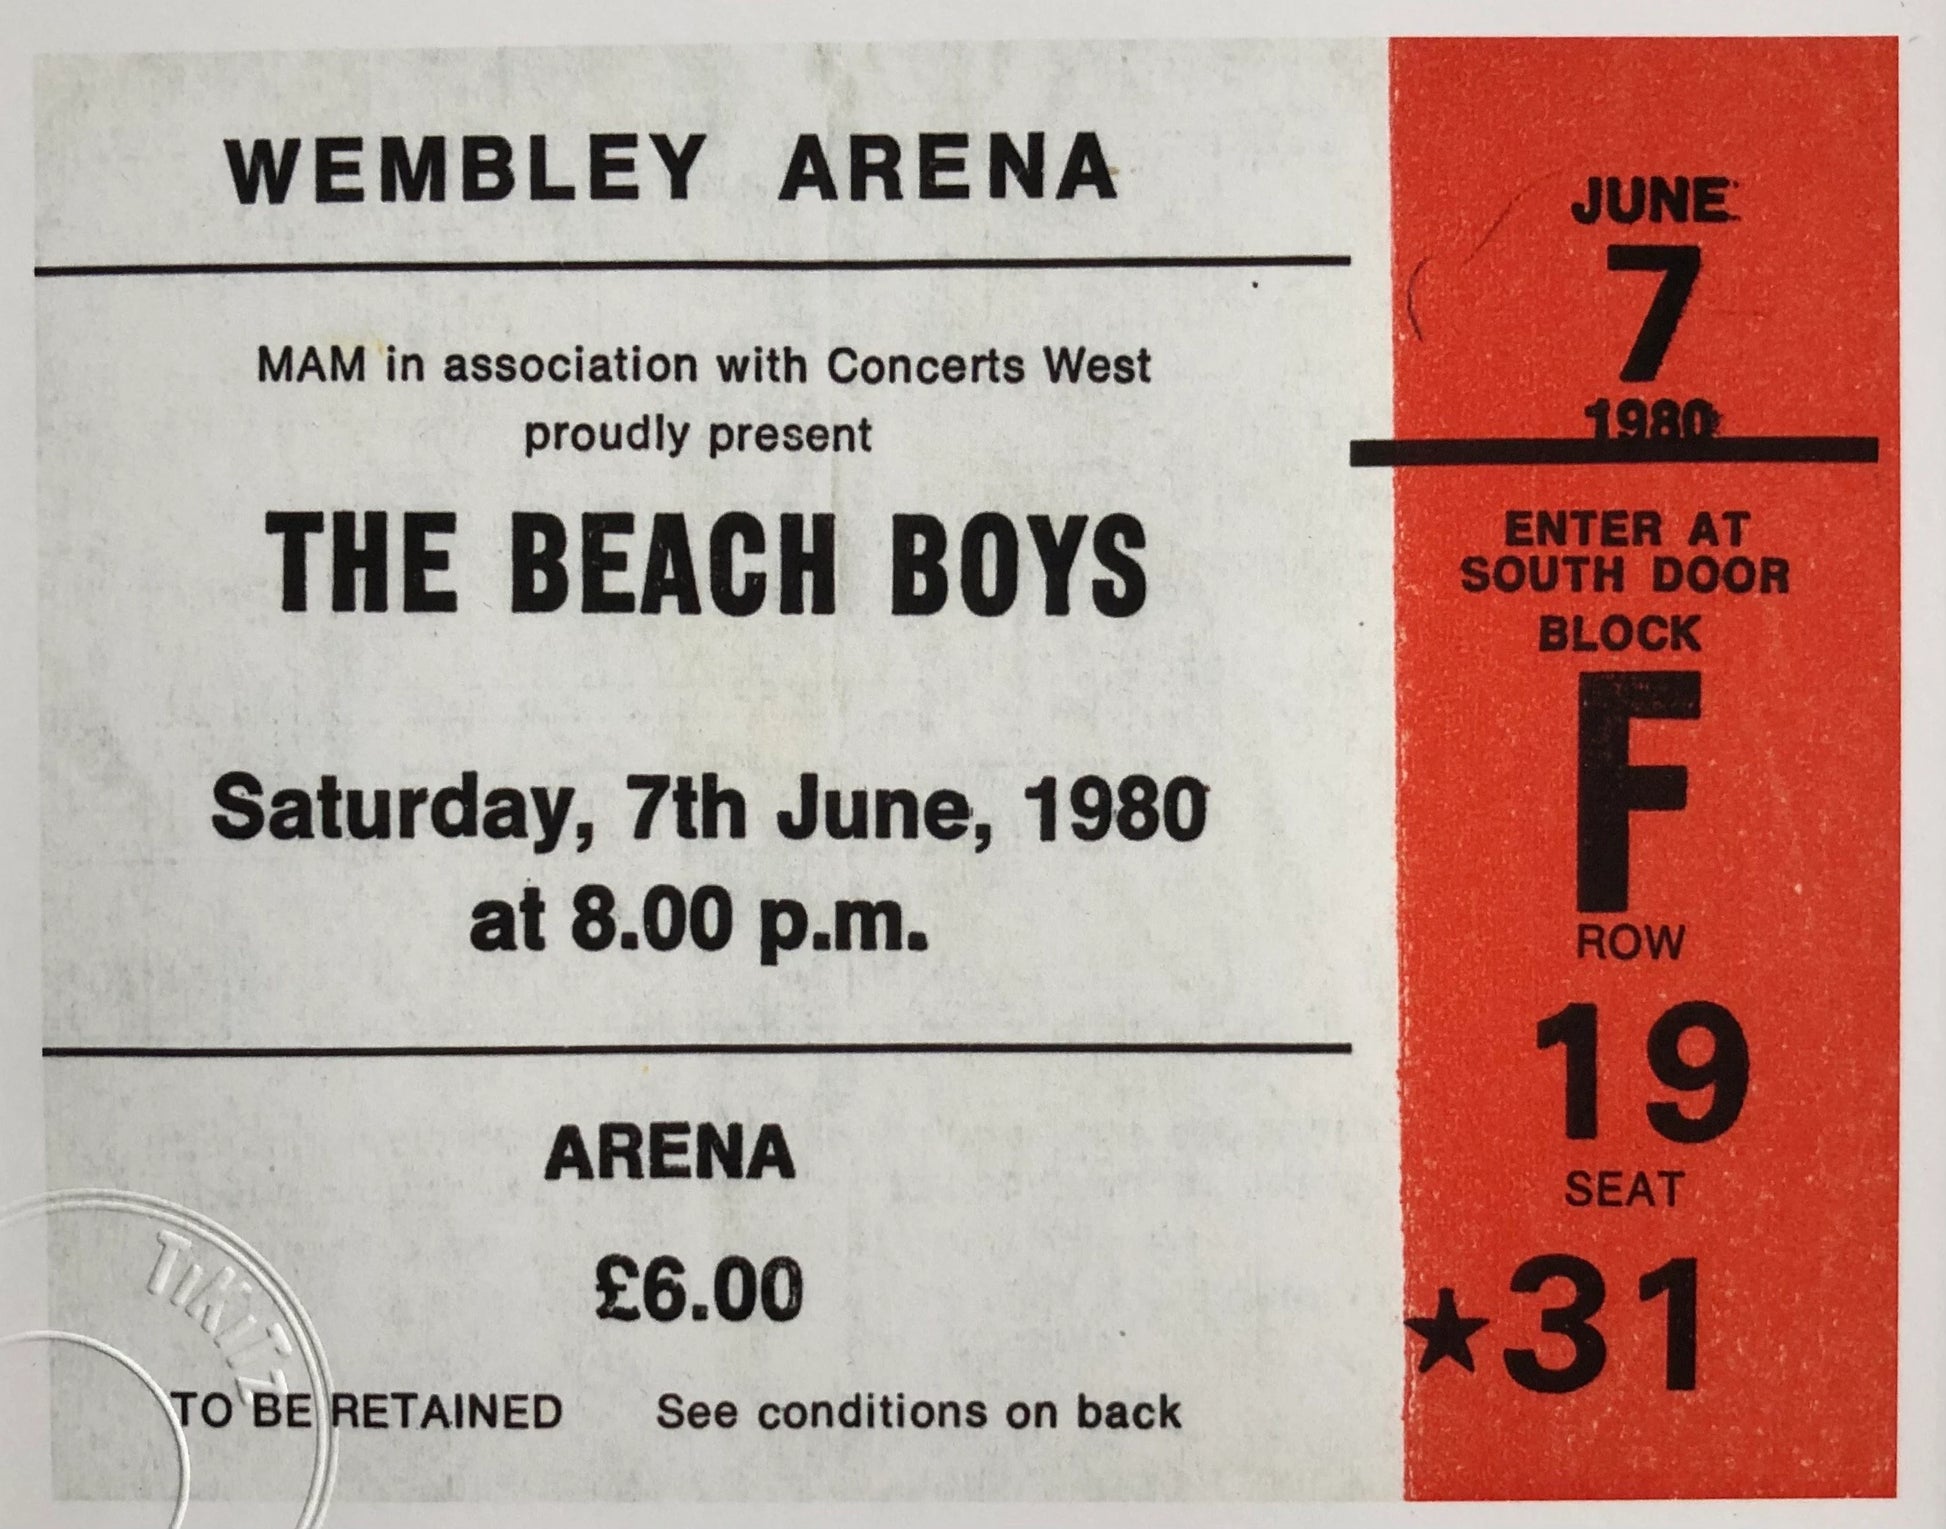 WEMBLEY ARENA
MAM in association with Concerts West
proudly present
THE BEACH BOYS
Saturday, 7th June, 1980
at 8.00 p.m.
ARENA
£6.00
TO BE RETAINED See conditions on back
TiKiTz
JUNE
7
1980
ENTER AT
SOUTH DOOR
BLOCK
F
ROW
19
SEAT
★31